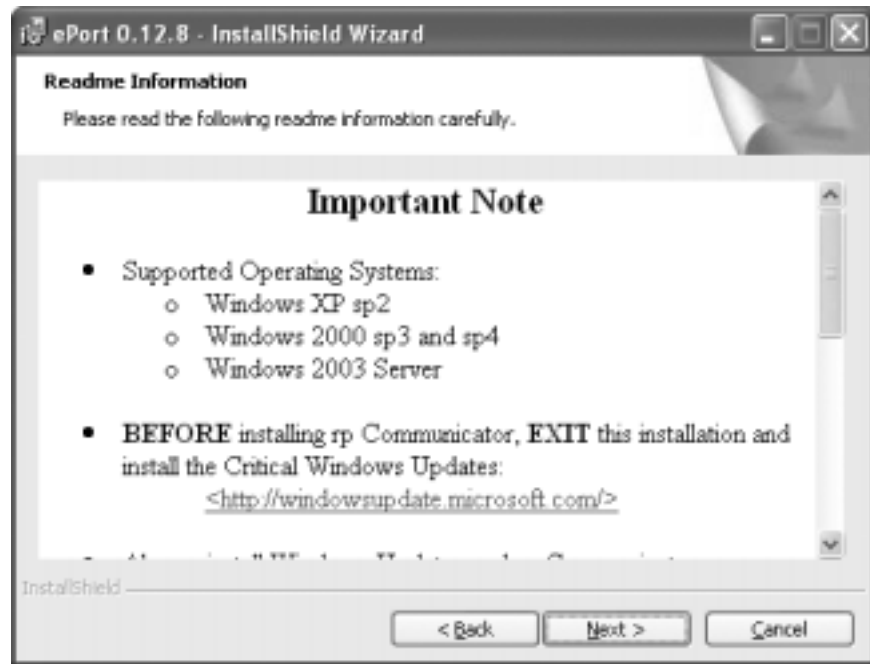 ePort 0.12.8 - InstallShield Wizard
Readme Information
Please read the following readme information carefully.
Important Note
• Supported Operating Systems:
o Windows XP sp2
o Windows 2000 sp3 and sp4
o Windows 2003 Server
• BEFORE installing rp Communicator, EXIT this installation and
install the Critical Windows Updates:
<http://windowsupdate.microsoft.com/>
InstallShield
< Back
Next >
Cancel